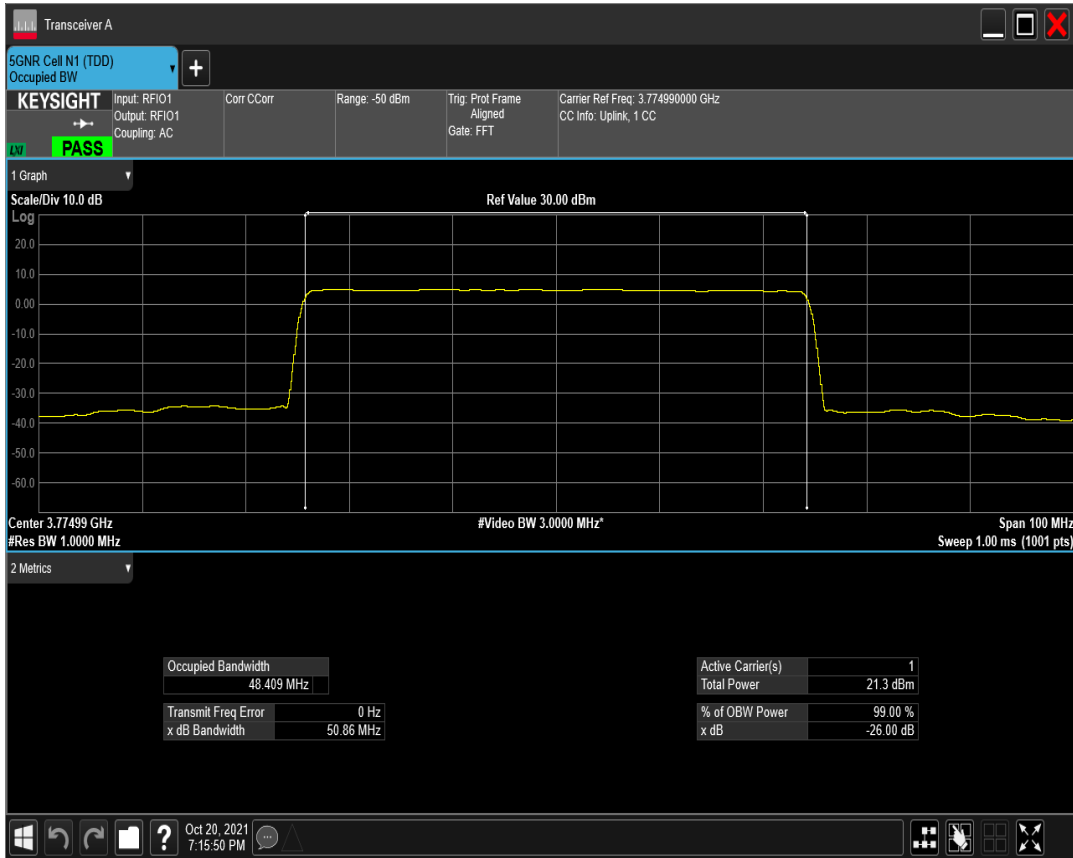 Transceiver A
5GNR Cell N1 (TDD)
Occupied BW
+
KEYSIGHT
LXI
PASS
Input: RFIO1
Output: RFIO1
Coupling: AC
Corr CCorr
Range: -50 dBm
Trig: Prot Frame
Aligned
Gate: FFT
Carrier Ref Freq: 3.774990000 GHz
CC Info: Uplink, 1 CC
1 Graph
Scale/Div 10.0 dB
Ref Value 30.00 dBm
Log
20.0
10.0
0.00
-10.0
-20.0
-30.0
-40.0
-50.0
-60.0
Center 3.77499 GHz
#Video BW 3.0000 MHz*
Span 100 MHz
#Res BW 1.0000 MHz
Sweep 1.00 ms (1001 pts)
2 Metrics
Occupied Bandwidth
48.409 MHz
Transmit Freq Error 0 Hz
x dB Bandwidth 50.86 MHz
Active Carrier(s) 1
Total Power 21.3 dBm
% of OBW Power 99.00 %
x dB -26.00 dB
?
Oct 20, 2021
7:15:50 PM